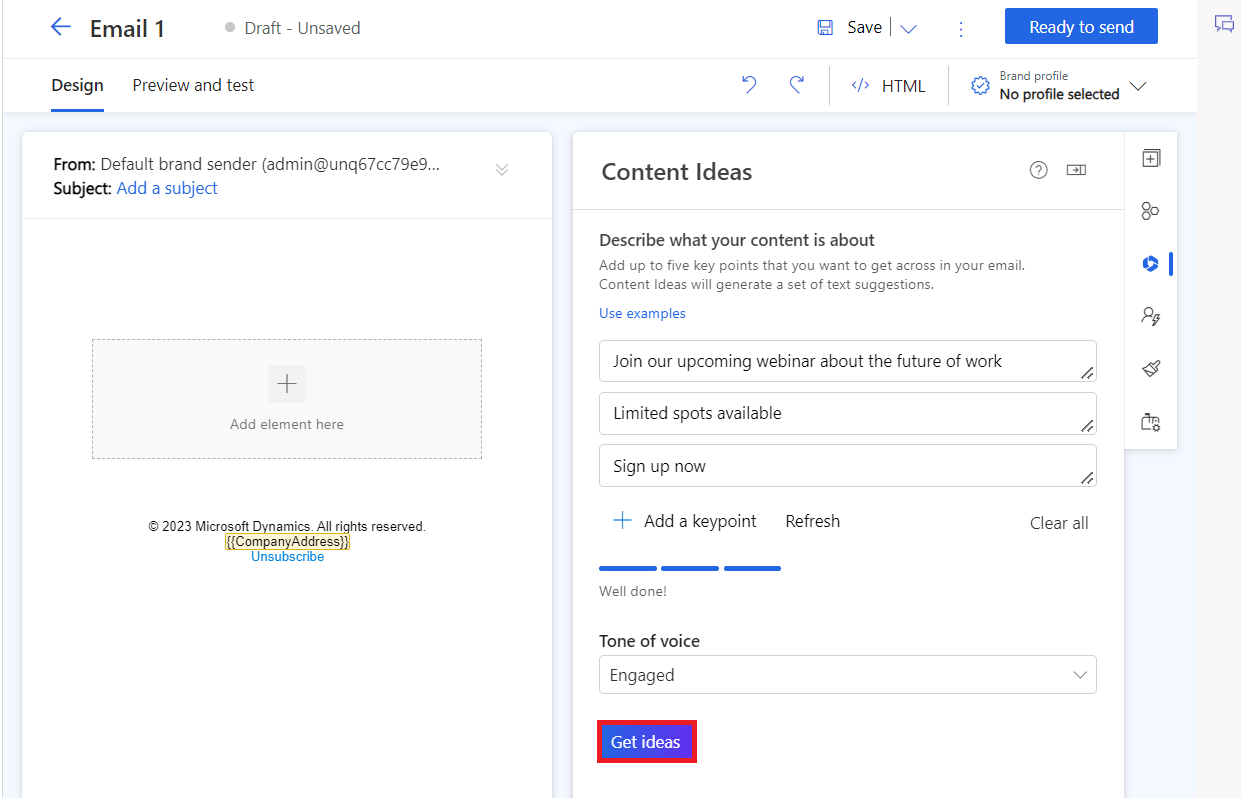 Email 1
Draft - Unsaved
Save
Ready to send
Design
Preview and test
</> HTML
Brand profile
No profile selected
From: Default brand sender (admin@unq67cc79e9...
Subject: Add a subject
Add element here
© 2023 Microsoft Dynamics. All rights reserved.
{{CompanyAddress}}
Unsubscribe
Content Ideas
Describe what your content is about
Add up to five key points that you want to get across in your email.
Content Ideas will generate a set of text suggestions.
Use examples
Join our upcoming webinar about the future of work
Limited spots available
Sign up now
Add a keypoint
Refresh
Clear all
Well done!
Tone of voice
Engaged
Get ideas